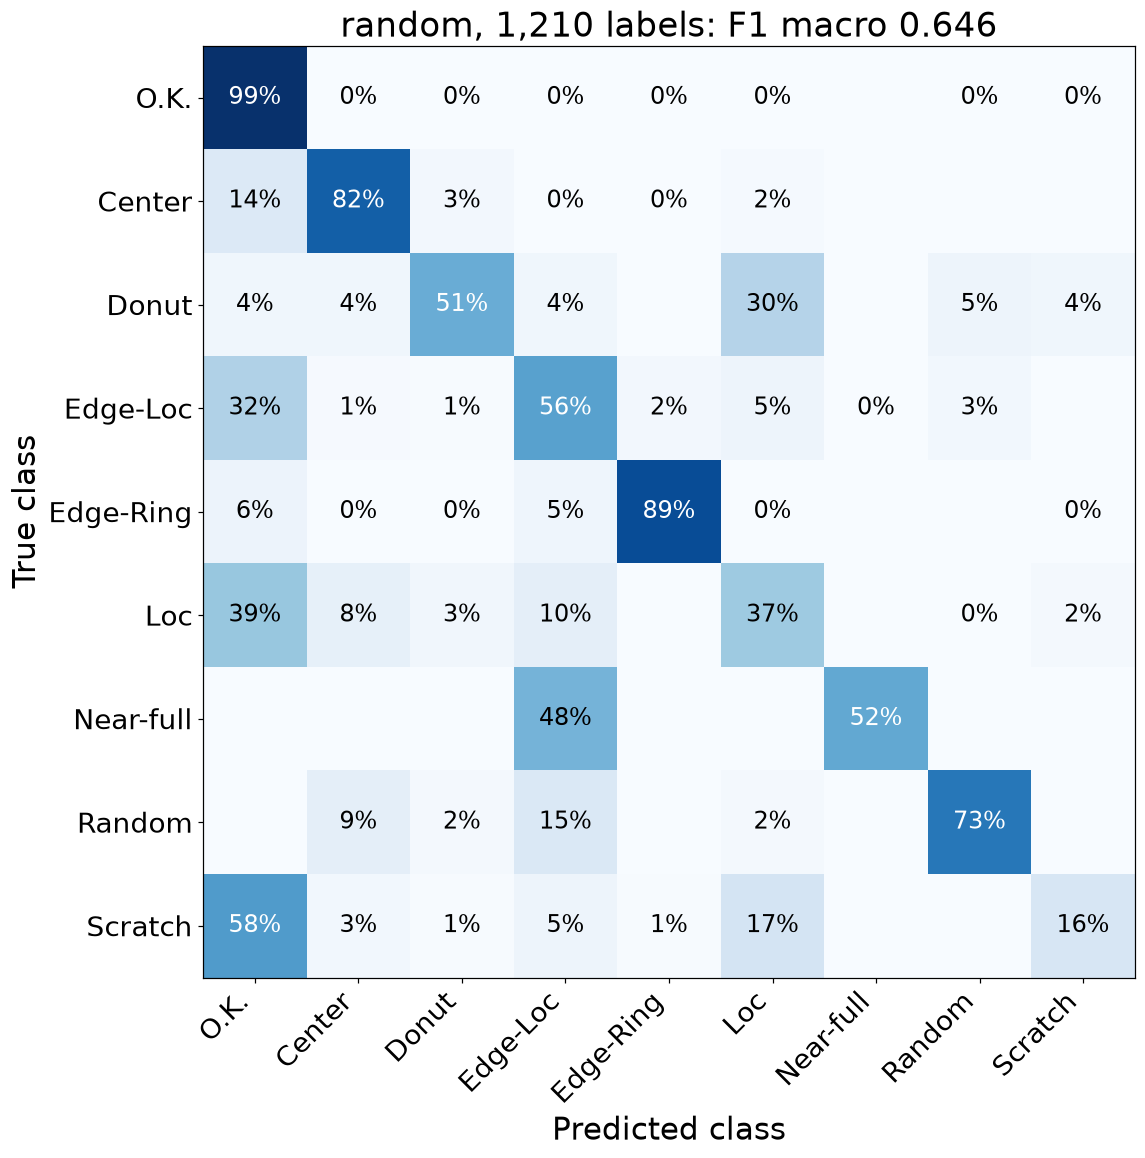 random, 1,210 labels: F1 macro 0.646
O.K. 99% 0% 0% 0% 0% 0% 0% 0%
Center 14% 82% 3% 0% 0% 2%
Donut 4% 4% 51% 4% 30% 5% 4%
Edge-Loc 32% 1% 1% 56% 2% 5% 0% 3%
Edge-Ring 6% 0% 0% 5% 89% 0% 0%
Loc 39% 8% 3% 10% 37% 0% 2%
Near-full 48% 52%
Random 9% 2% 15% 2% 73%
Scratch 58% 3% 1% 5% 1% 17% 16%
True class
O.K. Center Donut Edge-Loc Edge-Ring Loc Near-full Random Scratch
Predicted class